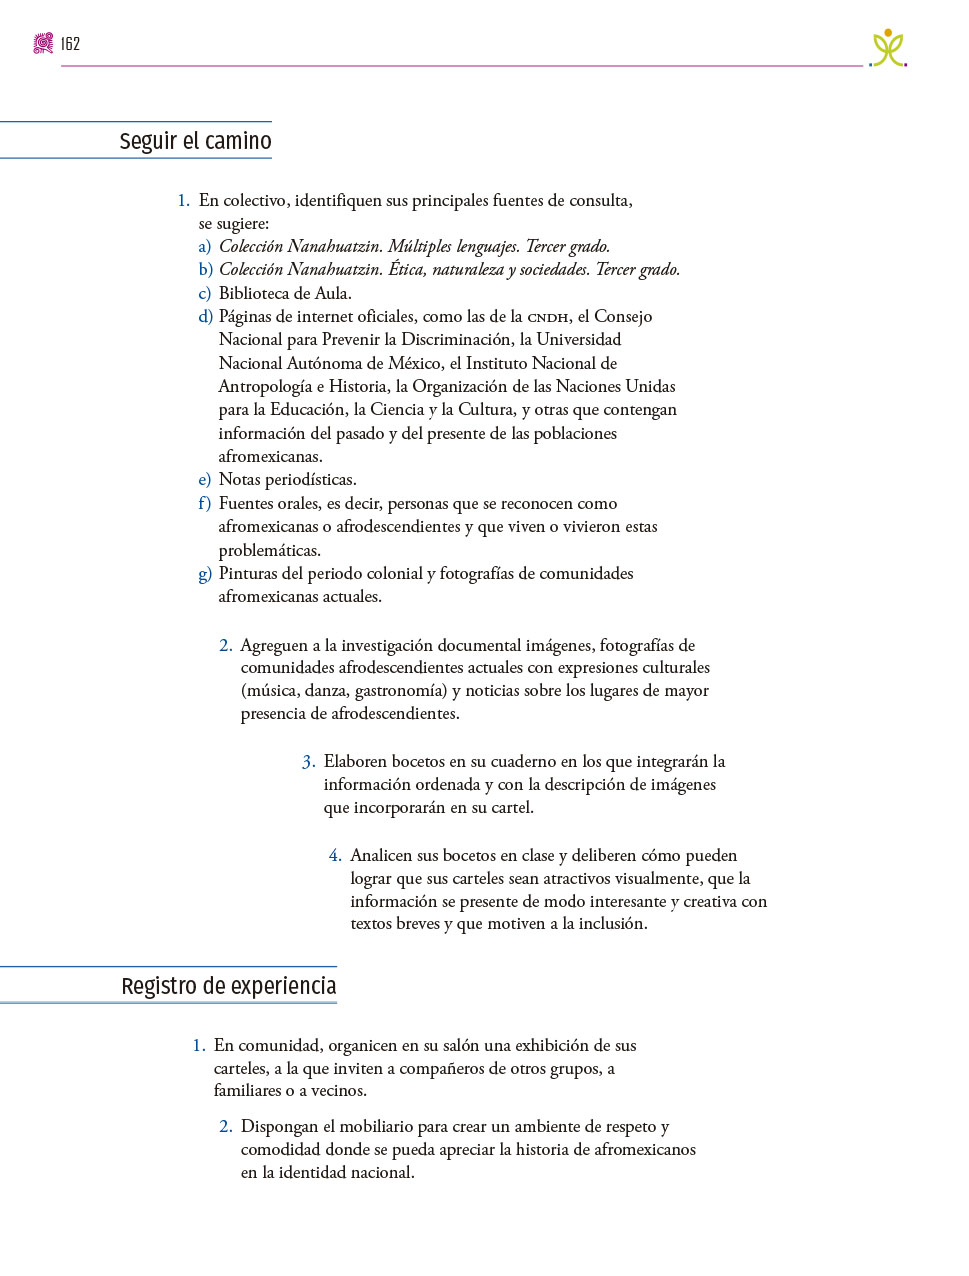 162
Seguir el camino
1. En colectivo, identifiquen sus principales fuentes de consulta,
se sugiere:
a) Colección Nanahuatzin. Múltiples lenguajes. Tercer grado.
b) Colección Nanahuatzin. Ética, naturaleza y sociedades. Tercer grado.
c) Biblioteca de Aula.
d) Páginas de internet oficiales, como las de la CNDH, el Consejo
Nacional para Prevenir la Discriminación, la Universidad
Nacional Autónoma de México, el Instituto Nacional de
Antropología e Historia, la Organización de las Naciones Unidas
para la Educación, la Ciencia y la Cultura, y otras que contengan
información del pasado y del presente de las poblaciones
afromexicanas.
e) Notas periodísticas.
f) Fuentes orales, es decir, personas que se reconocen como
afromexicanas o afrodescendientes y que viven o vivieron estas
problemáticas.
g) Pinturas del periodo colonial y fotografías de comunidades
afromexicanas actuales.
2. Agreguen a la investigación documental imágenes, fotografías de
comunidades afrodescendientes actuales con expresiones culturales
(música, danza, gastronomía) y noticias sobre los lugares de mayor
presencia de afrodescendientes.
3. Elaboren bocetos en su cuaderno en los que integrarán la
información ordenada y con la descripción de imágenes
que incorporarán en su cartel.
4. Analicen sus bocetos en clase y deliberen cómo pueden
lograr que sus carteles sean atractivos visualmente, que la
información se presente de modo interesante y creativa con
textos breves y que motiven a la inclusión.
Registro de experiencia
1. En comunidad, organicen en su salón una exhibición de sus
carteles, a la que inviten a compañeros de otros grupos, a
familiares o a vecinos.
2. Dispongan el mobiliario para crear un ambiente de respeto y
comodidad donde se pueda apreciar la historia de afromexicanos
en la identidad nacional.